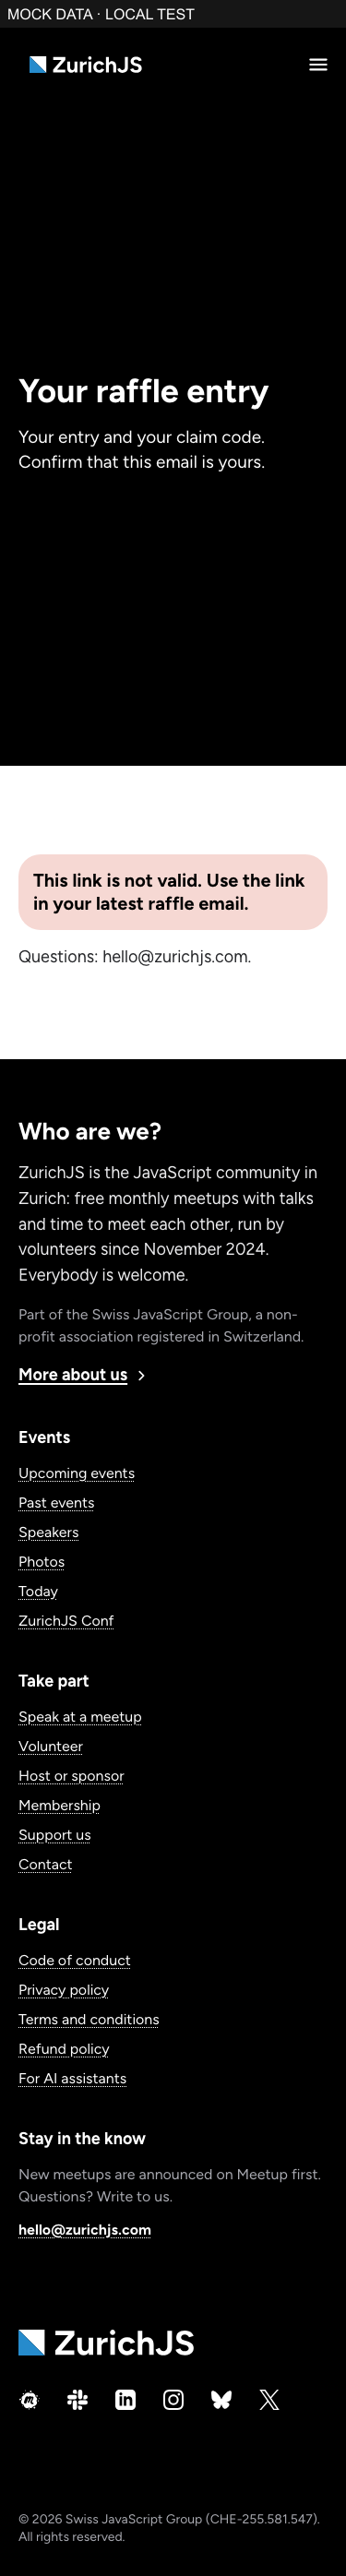 MOCK DATA · LOCAL TEST
ZurichJS
Your raffle entry
Your entry and your claim code.
Confirm that this email is yours.
This link is not valid. Use the link
in your latest raffle email.
Questions: hello@zurichjs.com.
Who are we?
ZurichJS is the JavaScript community in
Zurich: free monthly meetups with talks
and time to meet each other, run by
volunteers since November 2024.
Everybody is welcome.
Part of the Swiss JavaScript Group, a non-
profit association registered in Switzerland.
More about us
Events
Upcoming events
Past events
Speakers
Photos
Today
ZurichJS Conf
Take part
Speak at a meetup
Volunteer
Host or sponsor
Membership
Support us
Contact
Legal
Code of conduct
Privacy policy
Terms and conditions
Refund policy
For AI assistants
Stay in the know
New meetups are announced on Meetup first.
Questions? Write to us.
hello@zurichjs.com
ZurichJS
© 2026 Swiss JavaScript Group (CHE-255.581.547).
All rights reserved.